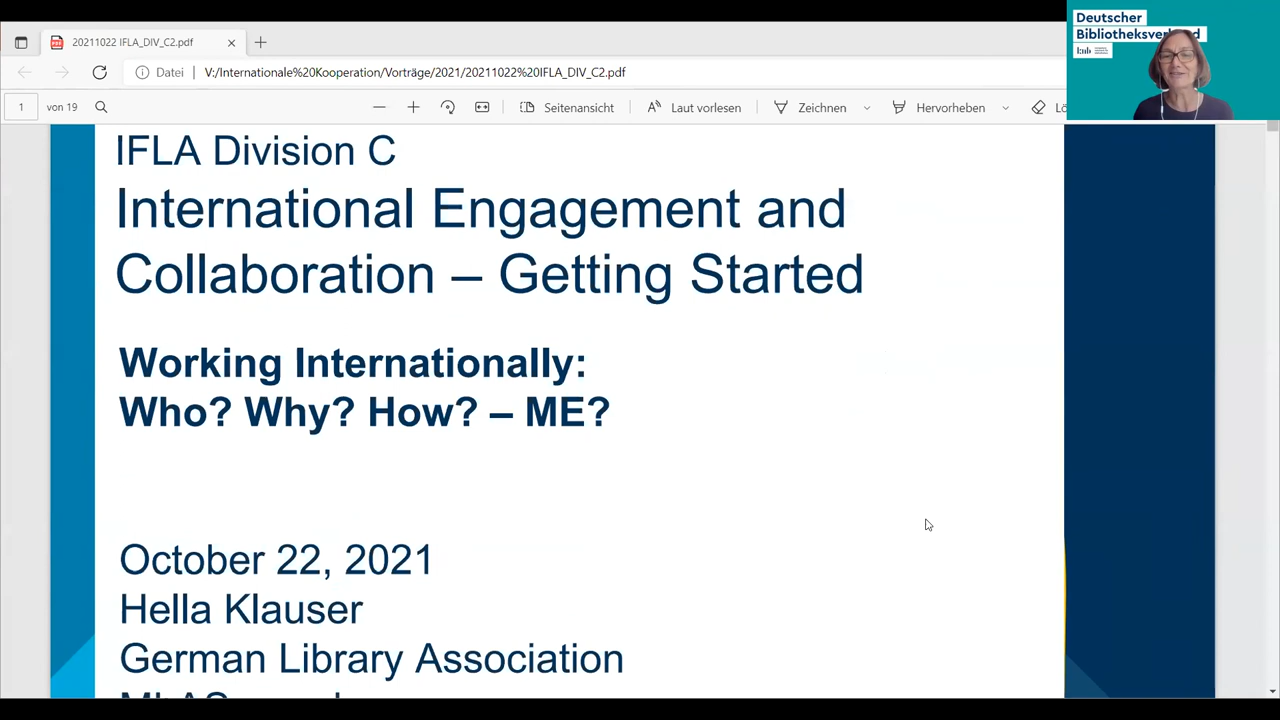 20211022 IFLA_DIV_C2.pdf
Datei
V:/Internationale%20Kooperation/Vorträge/2021/20211022%20IFLA_DIV_C2.pdf
1 von 19
Seitenansicht
Laut vorlesen
Zeichnen
Hervorheben
Deutscher
IFLA Division C
International Engagement and
Collaboration – Getting Started
Working Internationally:
Who? Why? How? – ME?
October 22, 2021
Hella Klauser
German Library Association